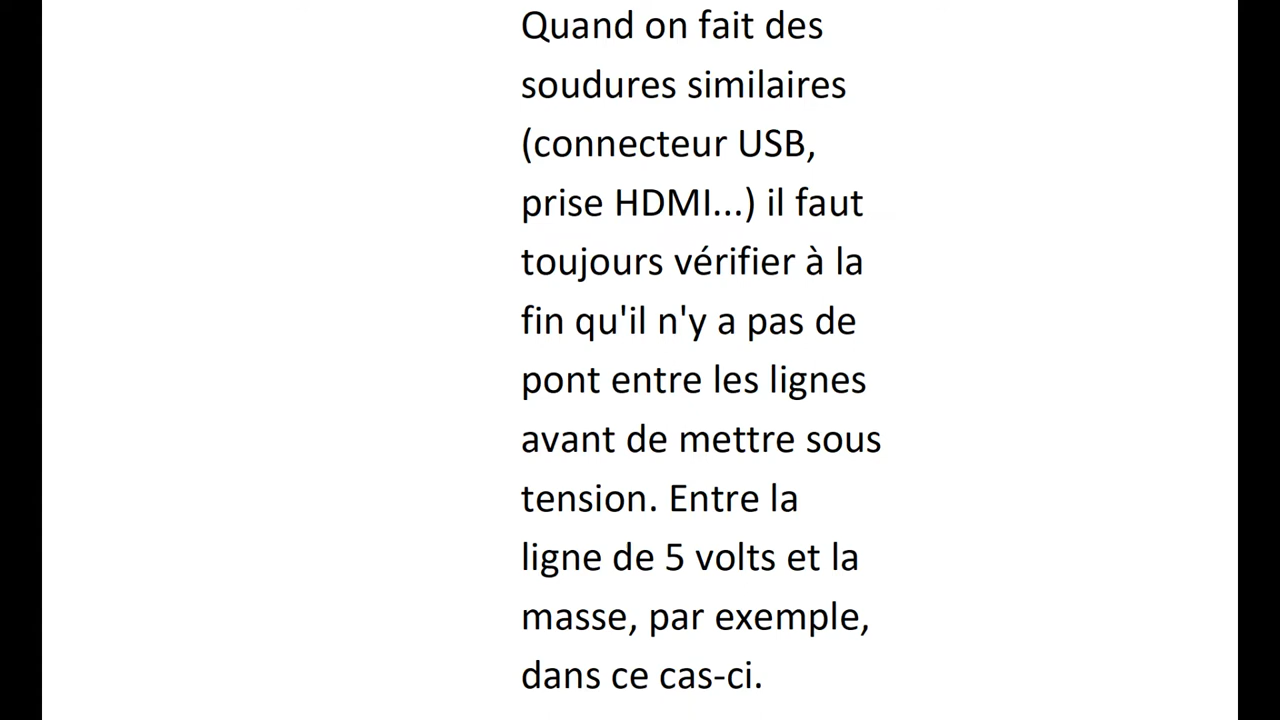 Quand on fait des
soudures similaires
(connecteur USB,
prise HDMI...) il faut
toujours vérifier à la
fin qu'il n'y a pas de
pont entre les lignes
avant de mettre sous
tension. Entre la
ligne de 5 volts et la
masse, par exemple,
dans ce cas-ci.